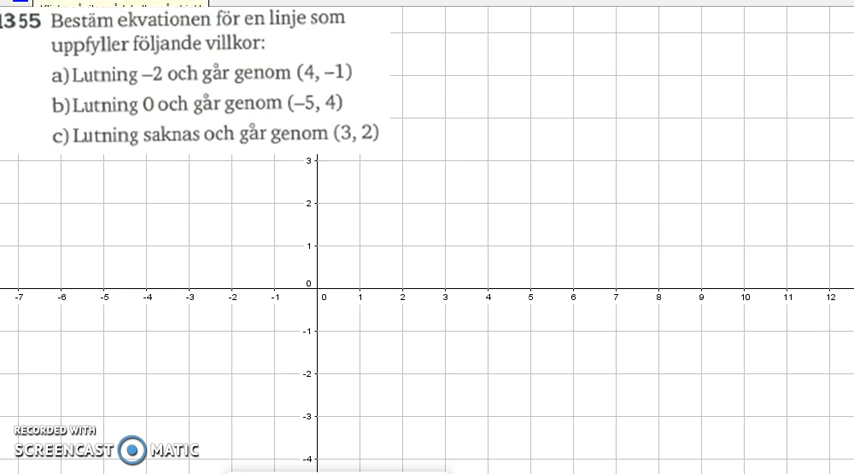 1355 Bestäm ekvationen för en linje som
uppfyller följande villkor:
a) Lutning –2 och går genom (4, –1)
b) Lutning 0 och går genom (–5, 4)
c) Lutning saknas och går genom (3, 2)
3
2
1
0
-7 -6 -5 -4 -3 -2 -1 0 1 2 3 4 5 6 7 8 9 10 11 12
-1
-2
-3
-4
RECORDED WITH
SCREENCAST MATIC